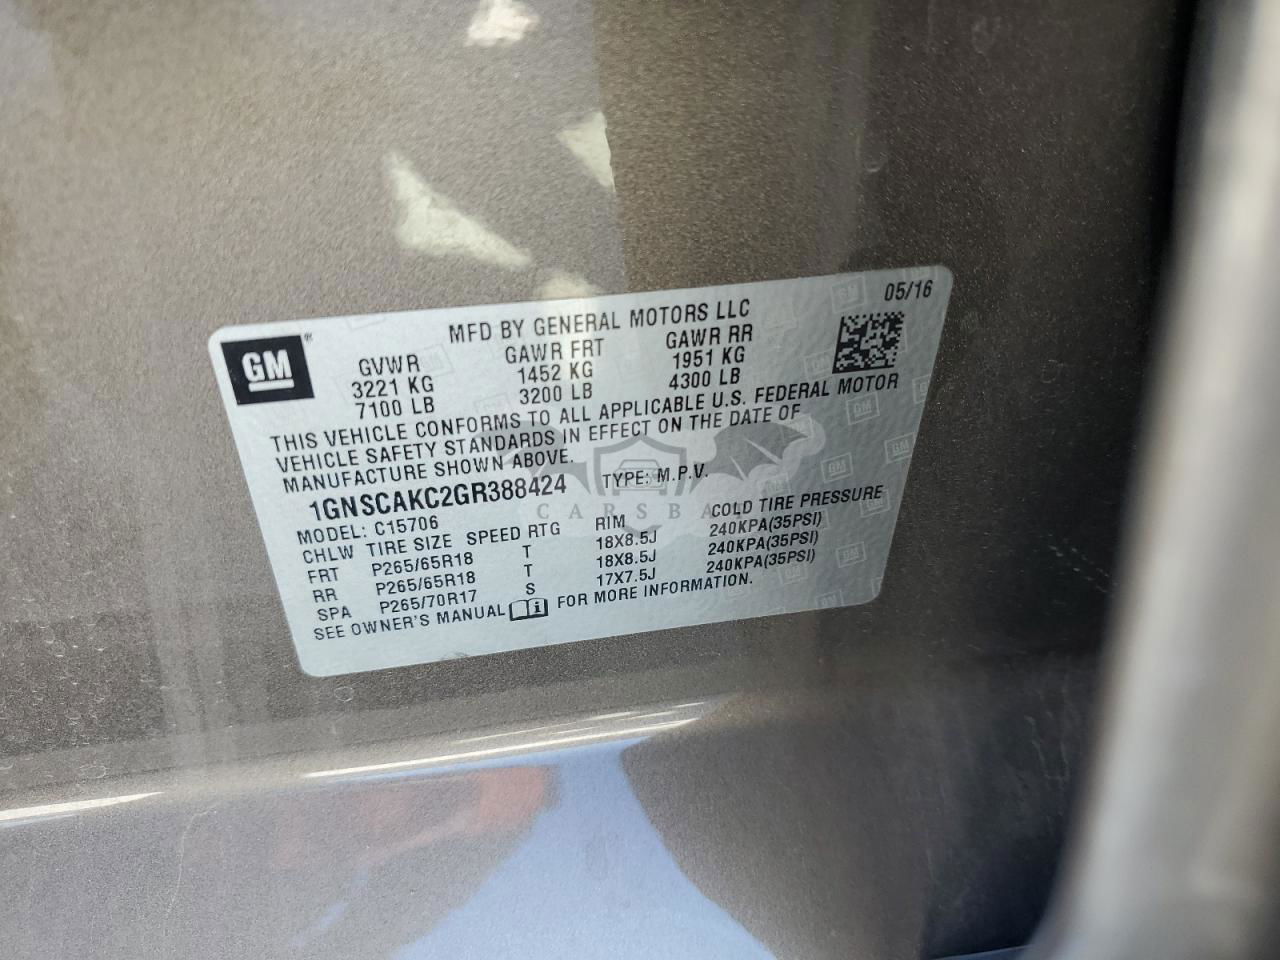 05/16
MFD BY GENERAL MOTORS LLC
GM®
GVWR GAWR FRT GAWR RR
3221 KG 1452 KG 1951 KG
7100 LB 3200 LB 4300 LB
THIS VEHICLE CONFORMS TO ALL APPLICABLE U.S. FEDERAL MOTOR
VEHICLE SAFETY STANDARDS IN EFFECT ON THE DATE OF
MANUFACTURE SHOWN ABOVE.
1GNSCAKC2GR388424 TYPE: M.P.V.
MODEL: C15706
CHLW TIRE SIZE SPEED RTG RIM COLD TIRE PRESSURE
FRT P265/65R18 T 18X8.5J 240KPA(35PSI)
RR P265/65R18 T 18X8.5J 240KPA(35PSI)
SPA P265/70R17 S 17X7.5J 240KPA(35PSI)
SEE OWNER'S MANUAL i FOR MORE INFORMATION.